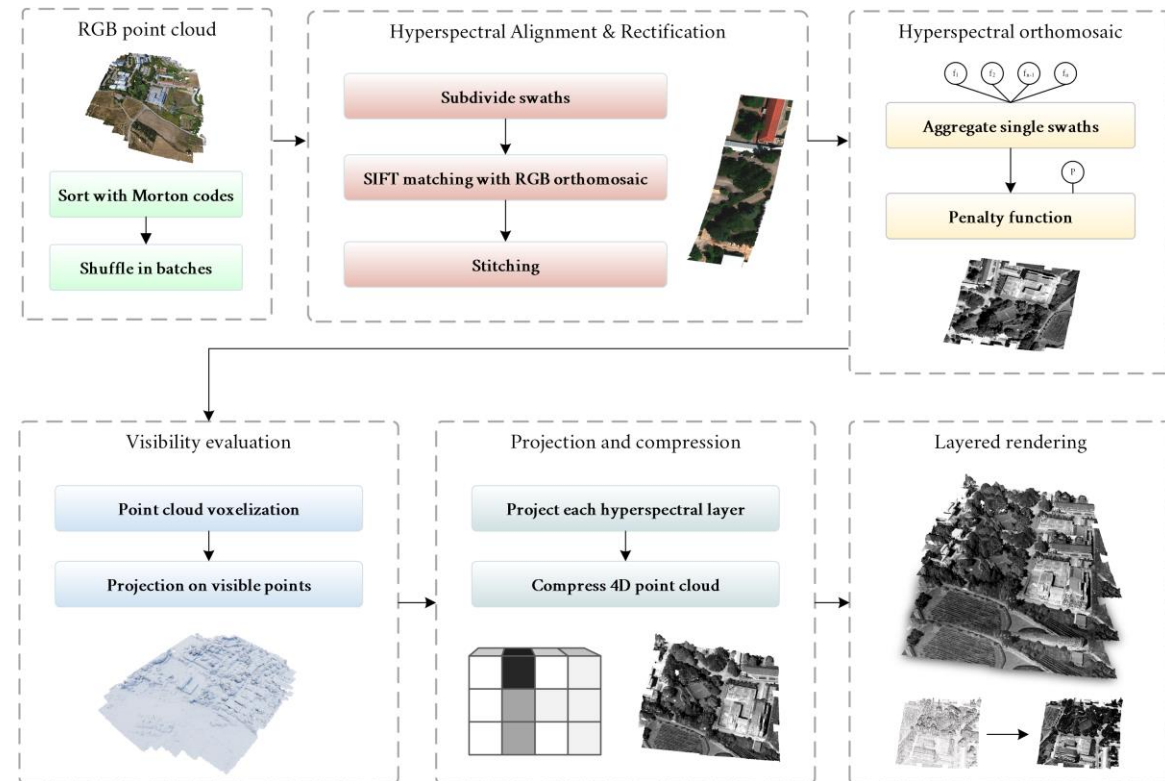 RGB point cloud
Sort with Morton codes
Shuffle in batches
Hyperspectral Alignment & Rectification
Subdivide swaths
SIFT matching with RGB orthomosaic
Stitching
Hyperspectral orthomosaic
f₁ f₂ fₙ₋₁ fₙ
Aggregate single swaths
P
Penalty function
Visibility evaluation
Point cloud voxelization
Projection on visible points
Projection and compression
Project each hyperspectral layer
Compress 4D point cloud
Layered rendering